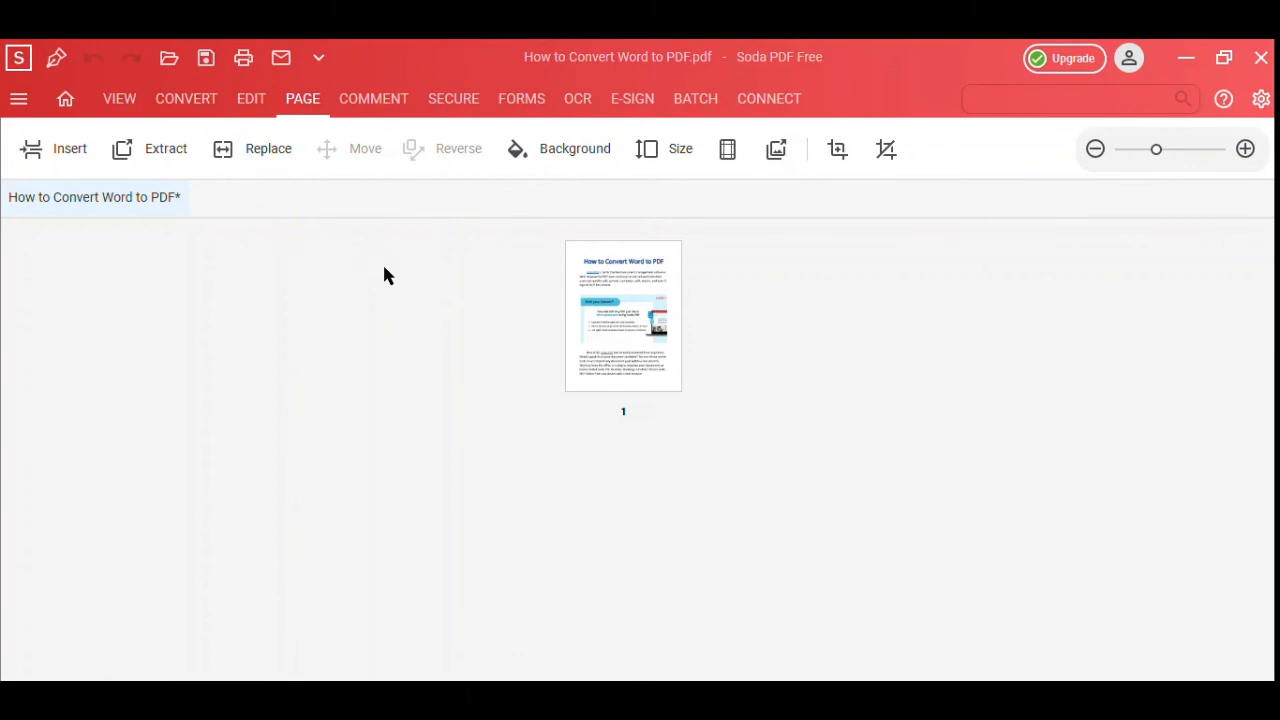 S How to Convert Word to PDF.pdf - Soda PDF Free Upgrade
VIEW CONVERT EDIT PAGE COMMENT SECURE FORMS OCR E-SIGN BATCH CONNECT
Insert Extract Replace Move Reverse Background Size
How to Convert Word to PDF*
How to Convert Word to PDF
1